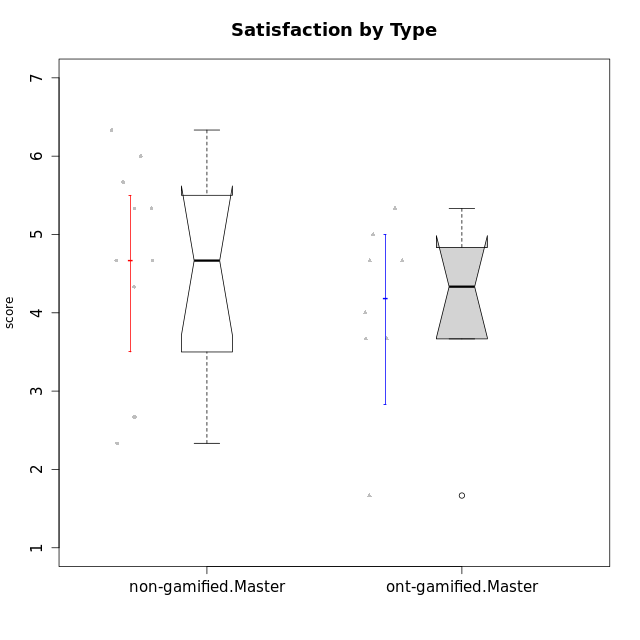 Satisfaction by Type
7
6
5
4
3
2
1
score
non-gamified.Master
ont-gamified.Master